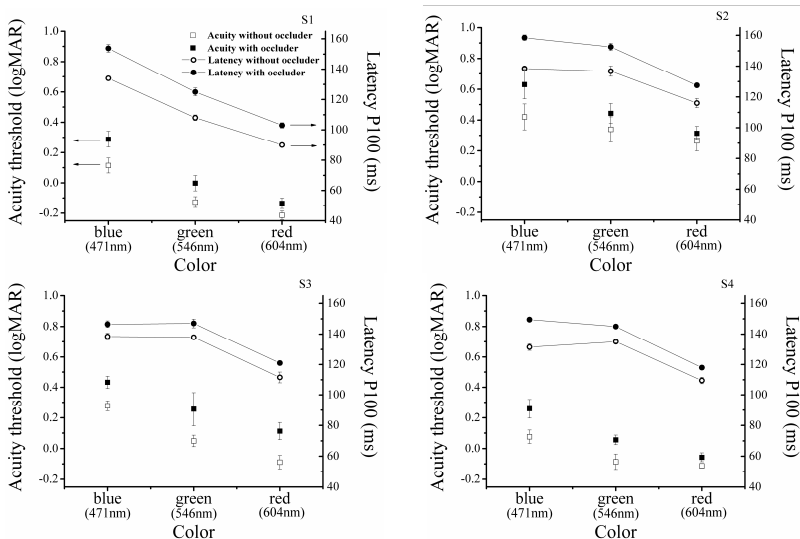 S1
Acuity threshold (logMAR)
1.0
0.8
0.6
0.4
0.2
0.0
-0.2
Acuity without occluder
Acuity with occluder
Latency without occluder
Latency with occluder
160
140
120
100
80
60
40
Latency P100 (ms)
blue green red
(471nm) (546nm) (604nm)
Color
S2
Acuity threshold (logMAR)
1.0
0.8
0.6
0.4
0.2
0.0
-0.2
160
140
120
100
80
60
40
Latency P100 (ms)
blue green red
(471nm) (546nm) (604nm)
Color
S3
Acuity threshold (logMAR)
1.0
0.8
0.6
0.4
0.2
0.0
-0.2
160
140
120
100
80
60
40
Latency P100 (ms)
blue green red
(471nm) (546nm) (604nm)
Color
S4
Acuity threshold (logMAR)
1.0
0.8
0.6
0.4
0.2
0.0
-0.2
160
140
120
100
80
60
40
Latency P100 (ms)
blue green red
(471nm) (546nm) (604nm)
Color